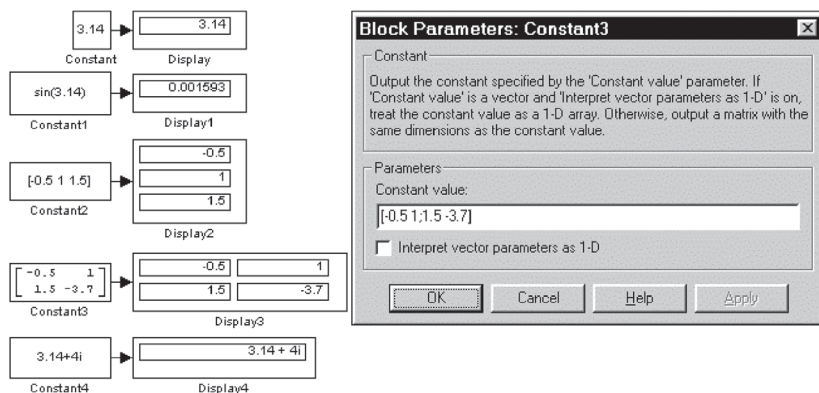 3.14
3.14
Constant
Display
sin(3.14)
0.001593
Constant1
Display1
[-0.5 1 1.5]
-0.5
1
1.5
Constant2
Display2
-0.5 1
1.5 -3.7
-0.5 1
1.5 -3.7
Constant3
Display3
3.14+4i
3.14 + 4i
Constant4
Display4
Block Parameters: Constant3
Constant
Output the constant specified by the 'Constant value' parameter. If
'Constant value' is a vector and 'Interpret vector parameters as 1-D' is on,
treat the constant value as a 1-D array. Otherwise, output a matrix with the
same dimensions as the constant value.
Parameters
Constant value:
[-0.5 1;1.5 -3.7]
Interpret vector parameters as 1-D
OK
Cancel
Help
Apply